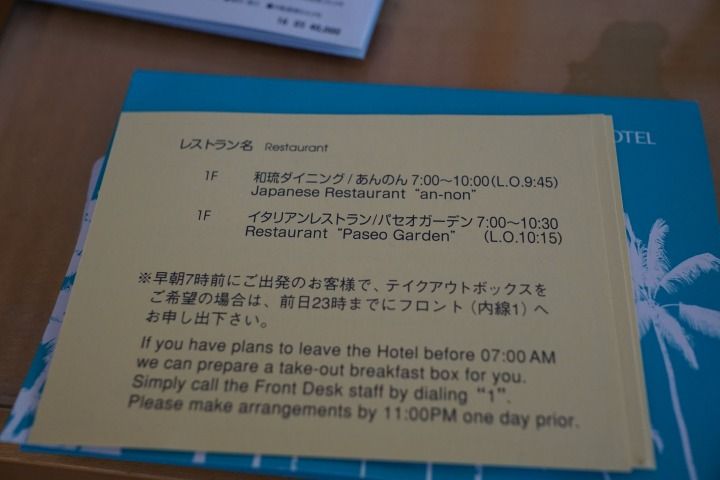 16 03 40,000
HOTEL
レストラン名 Restaurant
1F 和琉ダイニング/あんのん 7:00～10:00(L.O.9:45)
Japanese Restaurant "an-non"
1F イタリアンレストラン/パセオガーデン 7:00～10:30
Restaurant "Paseo Garden" (L.O.10:15)
※早朝7時前にご出発のお客様で、テイクアウトボックスを
ご希望の場合は、前日23時までにフロント（内線1）へ
お申し出下さい。
If you have plans to leave the Hotel before 07:00 AM
we can prepare a take-out breakfast box for you.
Simply call the Front Desk staff by dialing "1".
Please make arrangements by 11:00PM one day prior.